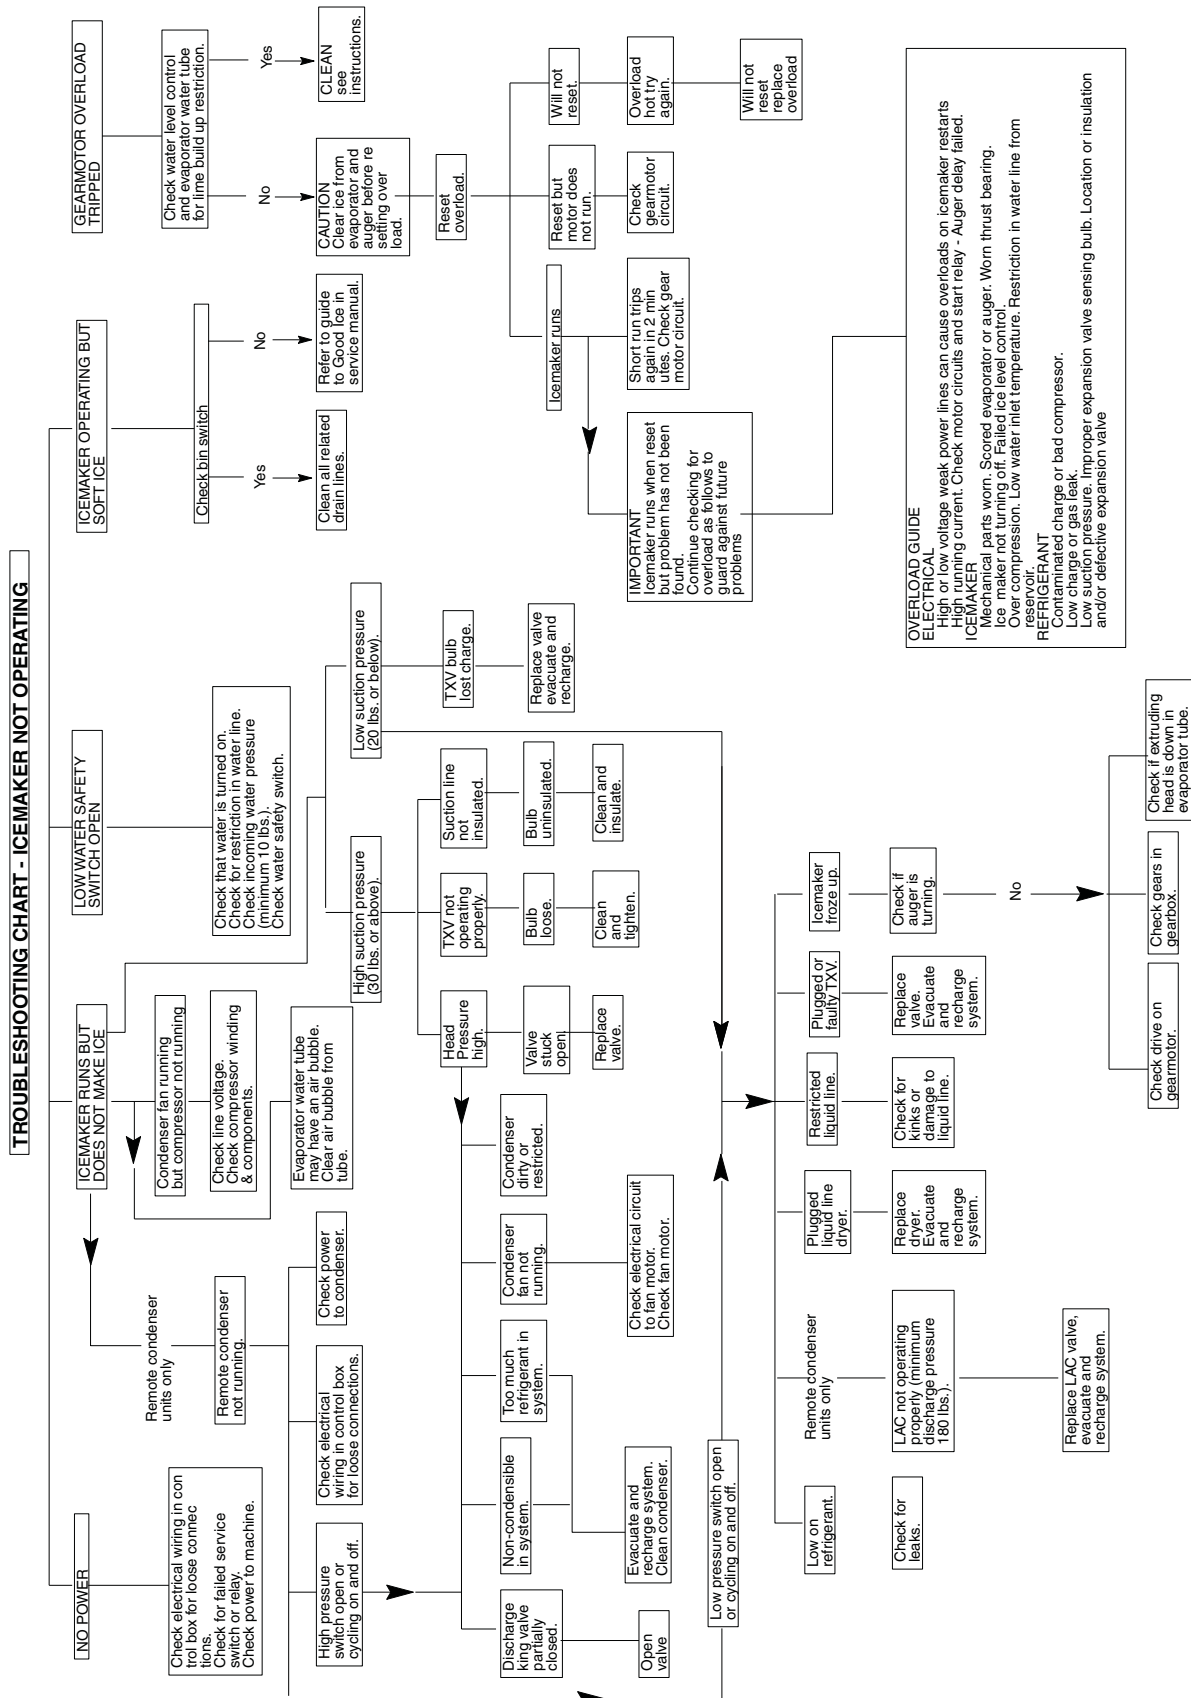 TROUBLESHOOTING CHART - ICEMAKER NOT OPERATING
NO POWER
Check electrical wiring in con
trol box for loose connec
tions.
Check for failed service
switch or relay.
Check power to machine.
ICEMAKER RUNS BUT
DOES NOT MAKE ICE
Remote condenser
units only
Remote condenser
not running.
High pressure
switch open or
cycling on and off.
Check electrical
wiring in control box
for loose connections.
Check power
to condenser.
Condenser fan running
but compressor not running
Check line voltage.
Check compressor winding
& components.
Evaporator water tube
may have an air bubble.
Clear air bubble from
tube.
LOW WATER SAFETY
SWITCH OPEN
Check that water is turned on.
Check for restriction in water line.
Check incoming water pressure
(minimum 10 lbs.).
Check water safety switch.
High suction pressure
(30 lbs. or above).
Low suction pressure
(20 lbs. or below).
Head
Pressure
high.
Valve
stuck
open.
Replace
valve.
TXV not
operating
properly.
Bulb
loose.
Clean
and
tighten.
Suction line
not
insulated.
Bulb
uninsulated.
Clean and
insulate.
TXV bulb
lost charge.
Replace valve
evacuate and
recharge.
Discharge
king valve
partially
closed.
Open
valve
Non-condensible
in system.
Too much
refrigerant in
system.
Evacuate and
recharge system.
Clean condenser.
Condenser
fan not
running.
Check electrical circuit
to fan motor.
Check fan motor.
Condenser
dirty or
restricted.
Low pressure switch open
or cycling on and off.
Low on
refrigerant.
Check for
leaks.
Remote condenser
units only
LAC not operating
properly (minimum
discharge pressure
180 lbs.).
Replace LAC valve,
evacuate and
recharge system.
Plugged
liquid line
dryer.
Replace
dryer.
Evacuate
and
recharge
system.
Restricted
liquid line.
Check for
kinks or
damage to
liquid line.
Plugged or
faulty TXV.
Replace
valve.
Evacuate
and
recharge
system.
Icemaker
froze up.
Check if
auger is
turning.
No
Check drive on
gearmotor.
Check gears in
gearbox.
Check if extruding
head is down in
evaporator tube.
ICEMAKER OPERATING BUT
SOFT ICE
Check bin switch
Yes
No
Clean all related
drain lines.
Refer to guide
to Good Ice in
service manual.
GEARMOTOR OVERLOAD
TRIPPED
Check water level control
and evaporator water tube
for lime build up restriction.
No
Yes
CAUTION
Clear ice from
evaporator and
auger before re
setting over
load.
CLEAN
see
instructions.
Reset
overload.
Icemaker runs
Reset but
motor does
not run.
Will not
reset.
Short run trips
again in 2 min
utes. Check gear
motor circuit.
Check
gearmotor
circuit.
Overload
hot try
again.
Will not
reset
replace
overload
IMPORTANT
Icemaker runs when reset
but problem has not been
found.
Continue checking for
overload as follows to
guard against future
problems
OVERLOAD GUIDE
ELECTRICAL
High or low voltage weak power lines can cause overloads on icemaker restarts
High running current. Check motor circuits and start relay - Auger delay failed.
ICEMAKER
Mechanical parts worn. Scored evaporator or auger. Worn thrust bearing.
Ice maker not turning off. Failed ice level control.
Over compression. Low water inlet temperature. Restriction in water line from
reservoir.
REFRIGERANT
Contaminated charge or bad compressor.
Low charge or gas leak.
Low suction pressure. Improper expansion valve sensing bulb. Location or insulation
and/or defective expansion valve